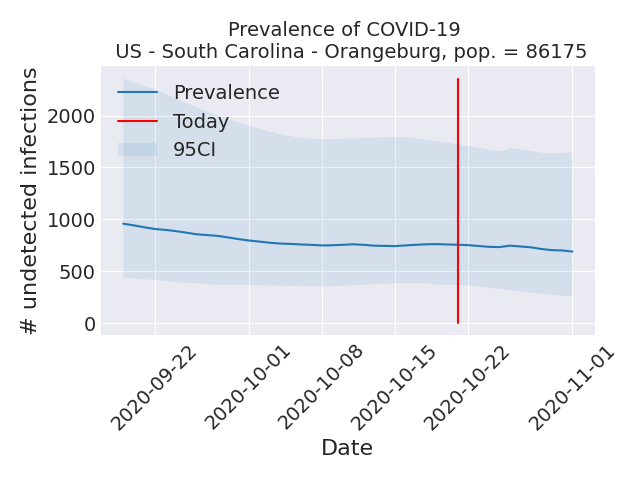 Prevalence of COVID-19
US - South Carolina - Orangeburg, pop. = 86175
# undetected infections
2000
1500
1000
500
0
Prevalence
Today
95CI
2020-09-22
2020-10-01
2020-10-08
2020-10-15
2020-10-22
2020-11-01
Date